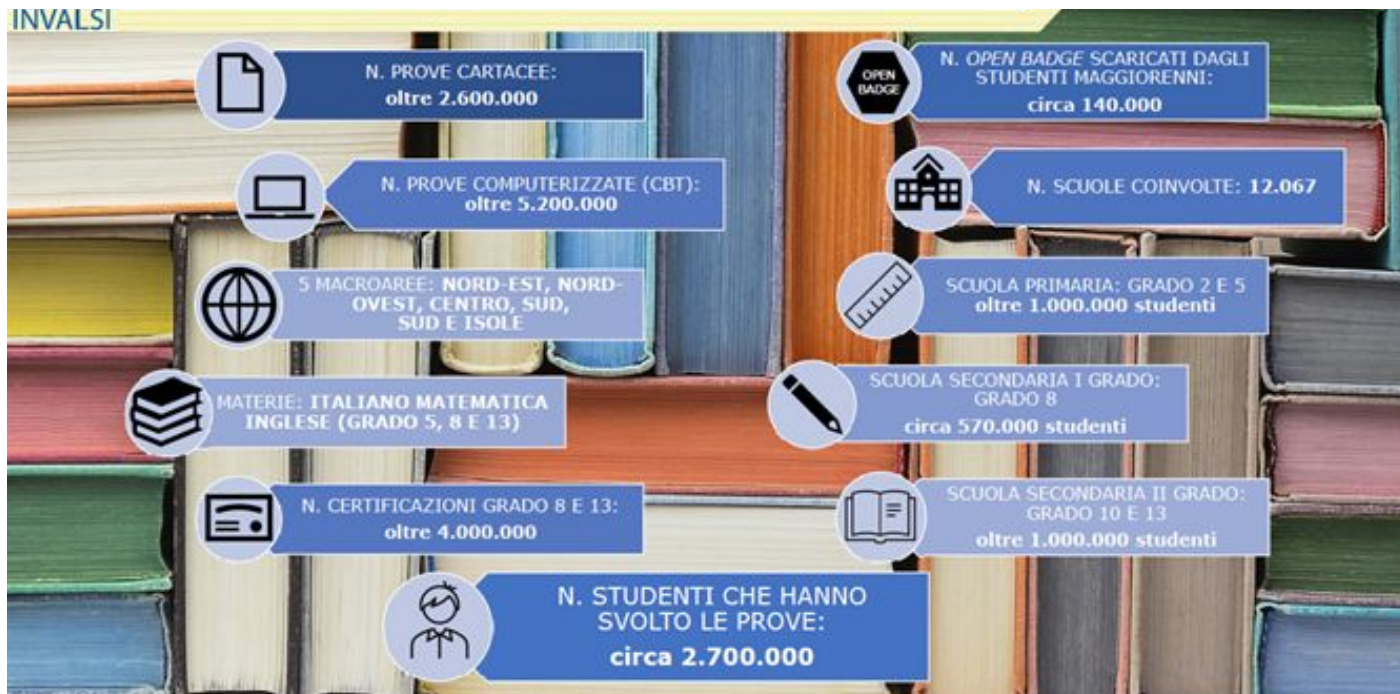 INVALSI
N. PROVE CARTACEE:
oltre 2.600.000
N. PROVE COMPUTERIZZATE (CBT):
oltre 5.200.000
5 MACROAREE: NORD-EST, NORD-
OVEST, CENTRO, SUD,
SUD E ISOLE
MATERIE: ITALIANO MATEMATICA
INGLESE (GRADO 5, 8 E 13)
N. CERTIFICAZIONI GRADO 8 E 13:
oltre 4.000.000
OPEN
BADGE
N. OPEN BADGE SCARICATI DAGLI
STUDENTI MAGGIORENNI:
circa 140.000
N. SCUOLE COINVOLTE: 12.067
SCUOLA PRIMARIA: GRADO 2 E 5
oltre 1.000.000 studenti
SCUOLA SECONDARIA I GRADO:
GRADO 8
circa 570.000 studenti
SCUOLA SECONDARIA II GRADO:
GRADO 10 E 13
oltre 1.000.000 studenti
N. STUDENTI CHE HANNO
SVOLTO LE PROVE:
circa 2.700.000